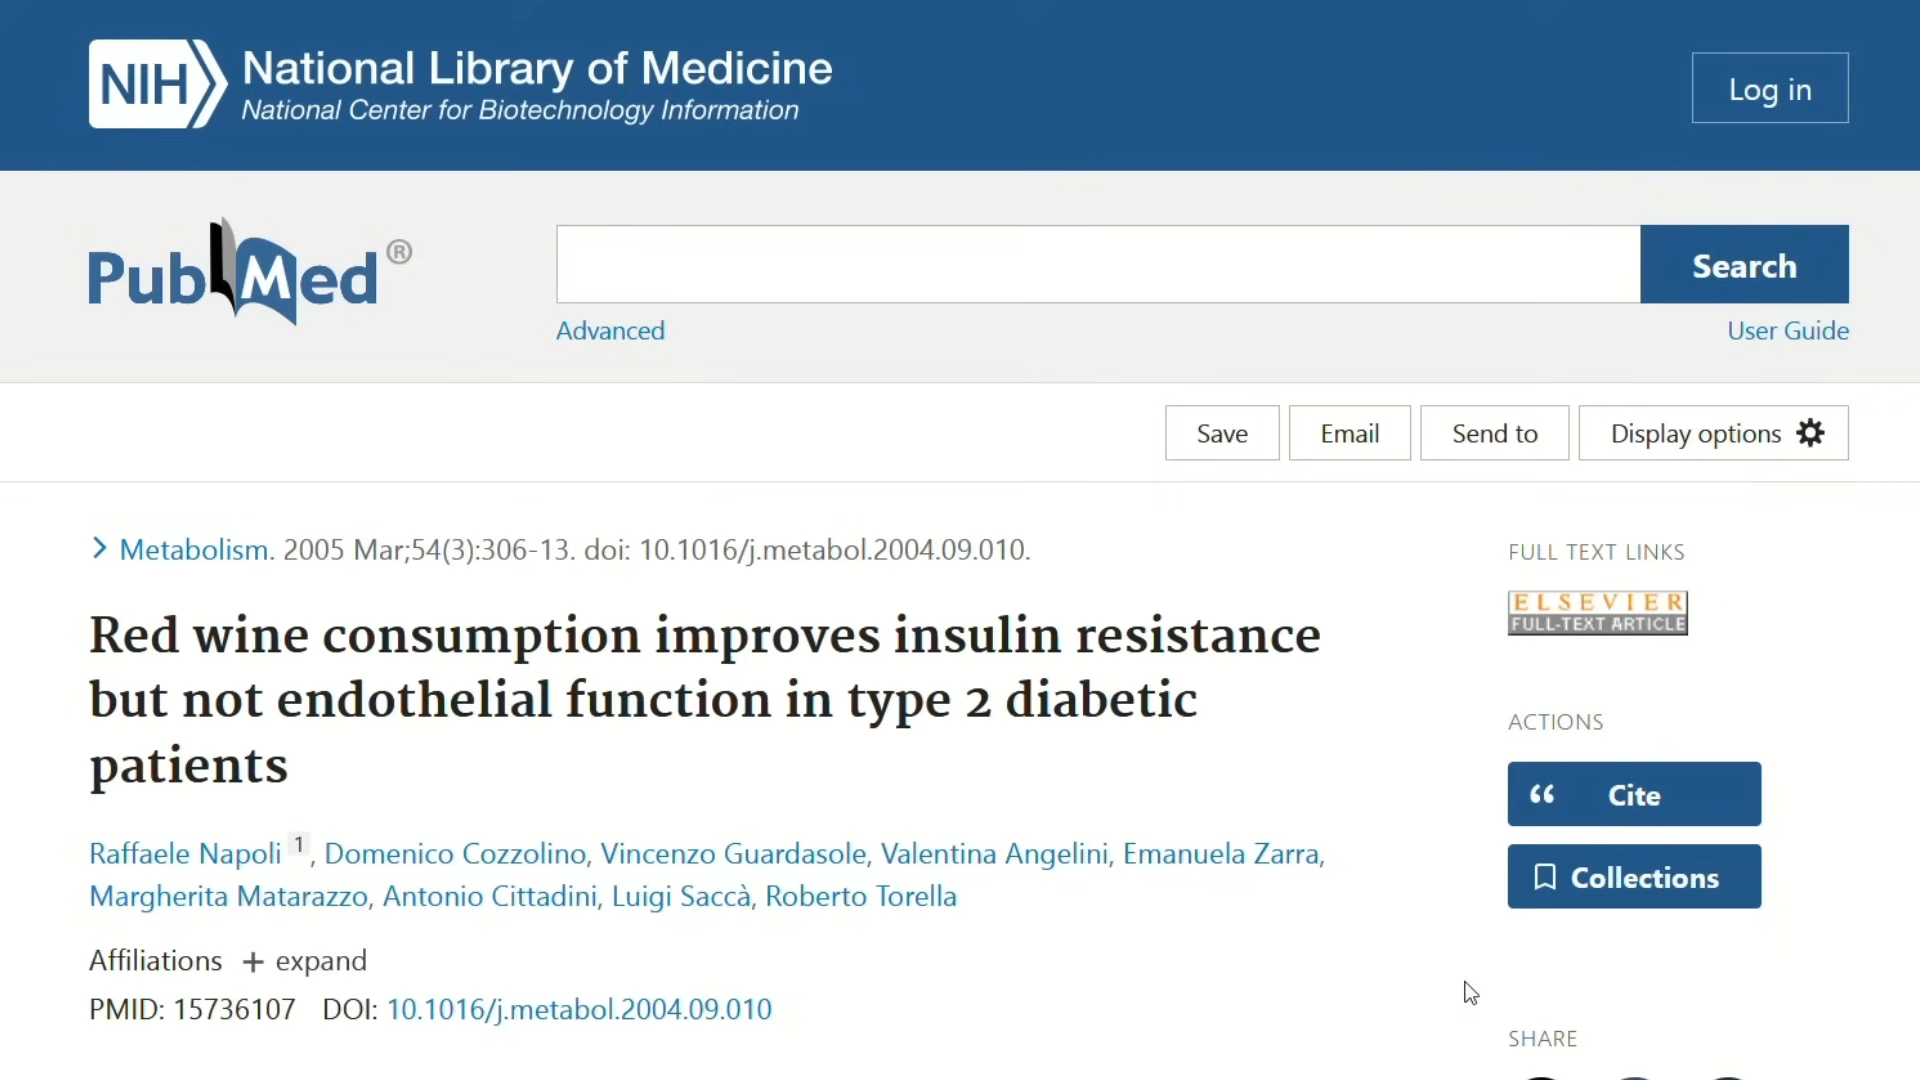 NIH National Library of Medicine
National Center for Biotechnology Information
Log in
PubMed®
Search
Advanced
User Guide
Save
Email
Send to
Display options
Metabolism. 2005 Mar;54(3):306-13. doi: 10.1016/j.metabol.2004.09.010.
Red wine consumption improves insulin resistance
but not endothelial function in type 2 diabetic
patients
Raffaele Napoli 1, Domenico Cozzolino, Vincenzo Guardasole, Valentina Angelini, Emanuela Zarra,
Margherita Matarazzo, Antonio Cittadini, Luigi Saccà, Roberto Torella
Affiliations + expand
PMID: 15736107 DOI: 10.1016/j.metabol.2004.09.010
FULL TEXT LINKS
ELSEVIER
FULL-TEXT ARTICLE
ACTIONS
Cite
Collections
SHARE